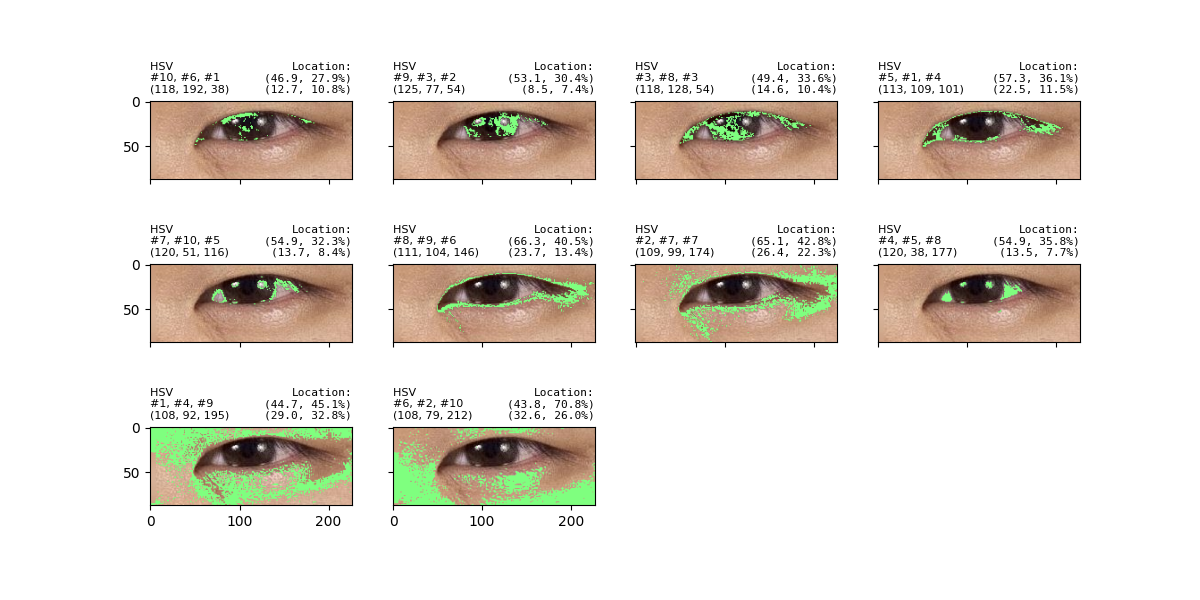 HSV Location:
#10, #6, #1 (46.9, 27.9%)
(118, 192, 38) (12.7, 10.8%)
HSV Location:
#9, #3, #2 (53.1, 30.4%)
(125, 77, 54) (8.5, 7.4%)
HSV Location:
#3, #8, #3 (49.4, 33.6%)
(118, 128, 54) (14.6, 10.4%)
HSV Location:
#5, #1, #4 (57.3, 36.1%)
(113, 109, 101) (22.5, 11.5%)
0
50
HSV Location:
#7, #10, #5 (54.9, 32.3%)
(120, 51, 116) (13.7, 8.4%)
HSV Location:
#8, #9, #6 (66.3, 40.5%)
(111, 104, 146) (23.7, 13.4%)
HSV Location:
#2, #7, #7 (65.1, 42.8%)
(109, 99, 174) (26.4, 22.3%)
HSV Location:
#4, #5, #8 (54.9, 35.8%)
(120, 38, 177) (13.5, 7.7%)
0
50
HSV Location:
#1, #4, #9 (44.7, 45.1%)
(108, 92, 195) (29.0, 32.8%)
HSV Location:
#6, #2, #10 (43.8, 70.8%)
(108, 79, 212) (32.6, 26.0%)
0
50
0 100 200
0 100 200